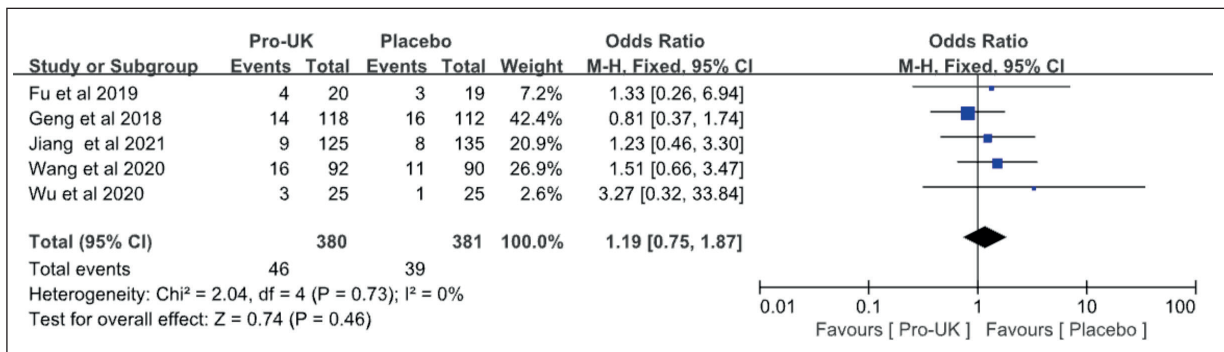 Pro-UK Placebo Odds Ratio Odds Ratio
Study or Subgroup Events Total Events Total Weight M-H. Fixed. 95% CI M-H. Fixed. 95% CI
Fu et al 2019 4 20 3 19 7.2% 1.33 [0.26, 6.94]
Geng et al 2018 14 118 16 112 42.4% 0.81 [0.37, 1.74]
Jiang et al 2021 9 125 8 135 20.9% 1.23 [0.46, 3.30]
Wang et al 2020 16 92 11 90 26.9% 1.51 [0.66, 3.47]
Wu et al 2020 3 25 1 25 2.6% 3.27 [0.32, 33.84]
Total (95% CI) 380 381 100.0% 1.19 [0.75, 1.87]
Total events 46 39
Heterogeneity: Chi² = 2.04, df = 4 (P = 0.73); I² = 0%
Test for overall effect: Z = 0.74 (P = 0.46)
0.01 0.1 1 10 100
Favours [ Pro-UK ] Favours [ Placebo ]